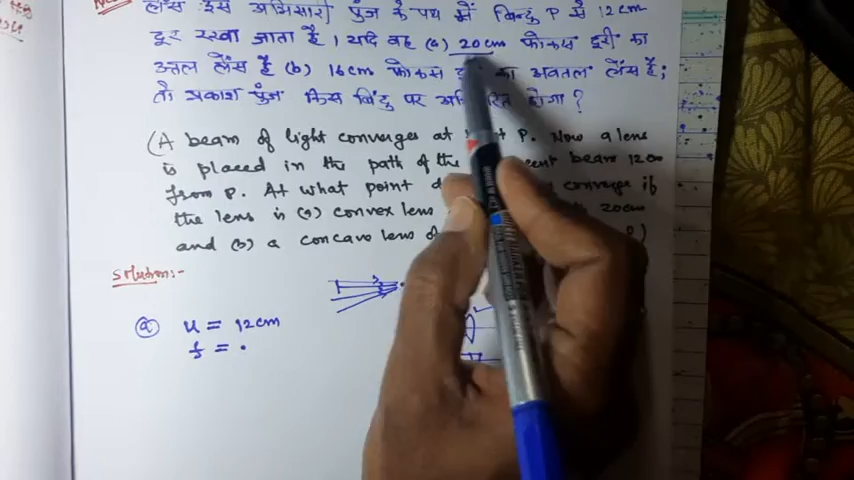 लेंस इस अभिसारी पुंज के पथ में बिन्दु P से 12cm
दूर रखा जाता है। यदि वह (a) 20cm फोकस दूरी का
उत्तल लेंस है (b) 16cm फोकस का अवतल लेंस है;
तो प्रकाश पुंज किस बिंदु पर होगा?
(A beam of light converges at P. Now a lens
is placed in the path of the beam 12cm
from P. At what point converge if
the lens is (a) convex lens 20cm
and (b) a concave lens of
Solution:-
(a) u = 12cm
f = .